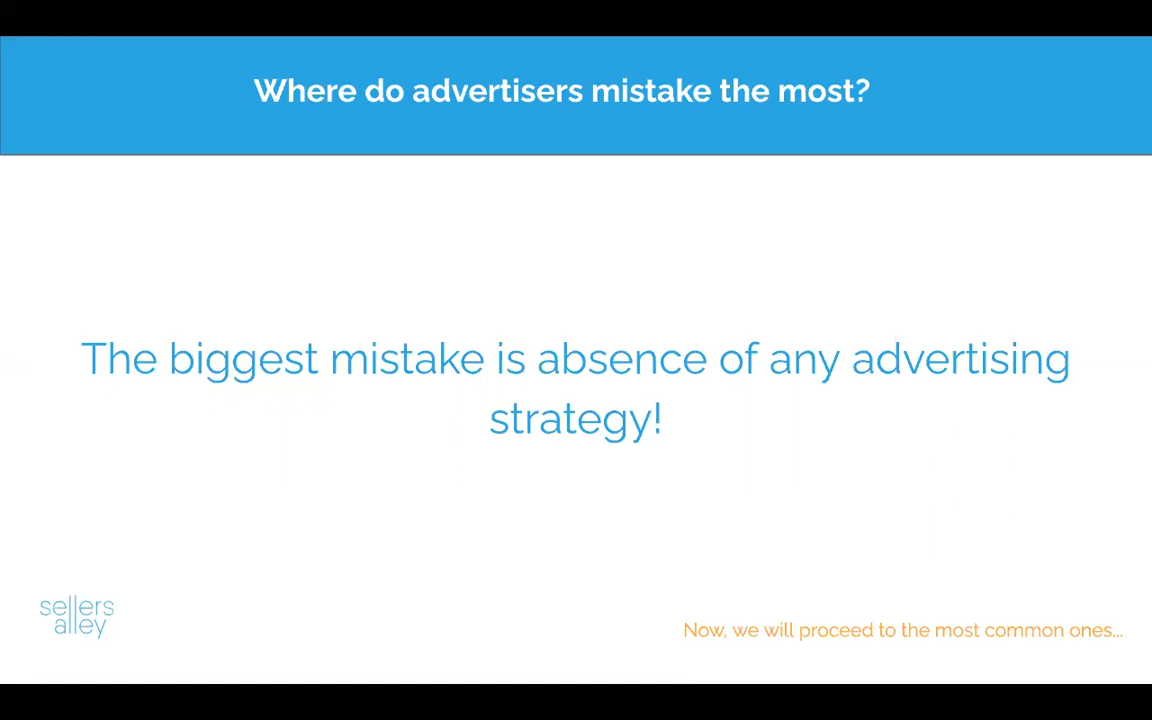 Where do advertisers mistake the most?
The biggest mistake is absence of any advertising
strategy!
sellers
alley
Now, we will proceed to the most common ones...